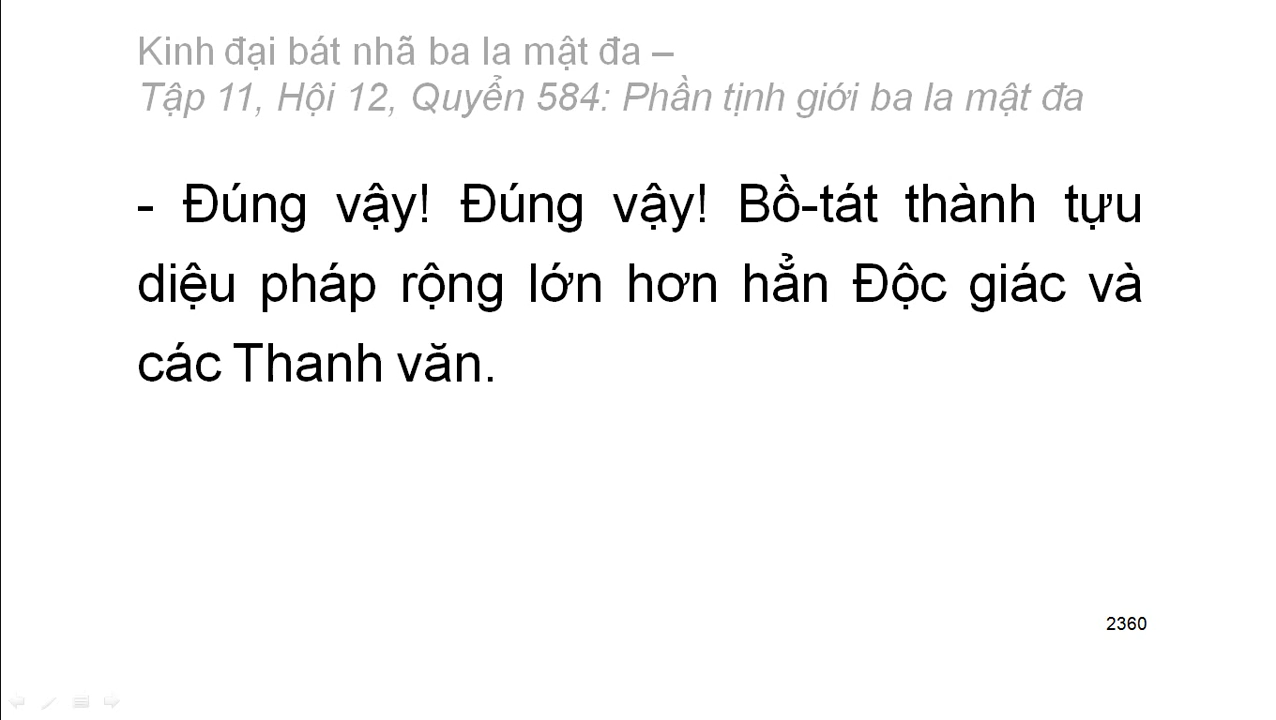 Kinh đại bát nhã ba la mật đa –
Tập 11, Hội 12, Quyển 584: Phần tịnh giới ba la mật đa
- Đúng vậy! Đúng vậy! Bồ-tát thành tựu
diệu pháp rộng lớn hơn hẳn Độc giác và
các Thanh văn.
2360